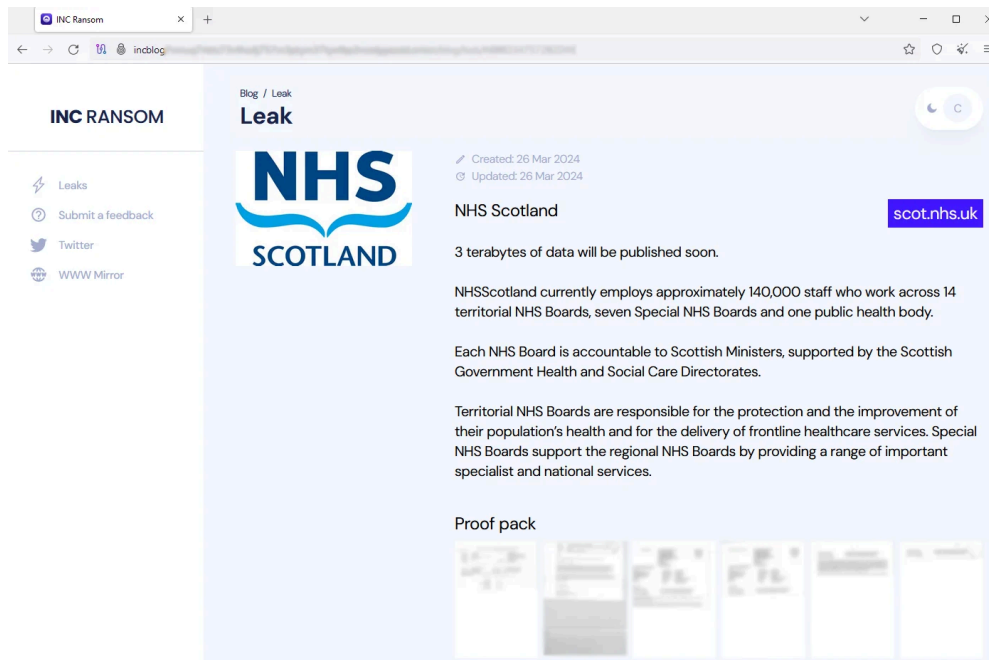 INC Ransom
incblog
INC RANSOM
Leaks
Submit a feedback
Twitter
WWW Mirror
Blog / Leak
Leak
C
NHS
SCOTLAND
Created: 26 Mar 2024
Updated: 26 Mar 2024
NHS Scotland
scot.nhs.uk
3 terabytes of data will be published soon.
NHSScotland currently employs approximately 140,000 staff who work across 14
territorial NHS Boards, seven Special NHS Boards and one public health body.
Each NHS Board is accountable to Scottish Ministers, supported by the Scottish
Government Health and Social Care Directorates.
Territorial NHS Boards are responsible for the protection and the improvement of
their population's health and for the delivery of frontline healthcare services. Special
NHS Boards support the regional NHS Boards by providing a range of important
specialist and national services.
Proof pack